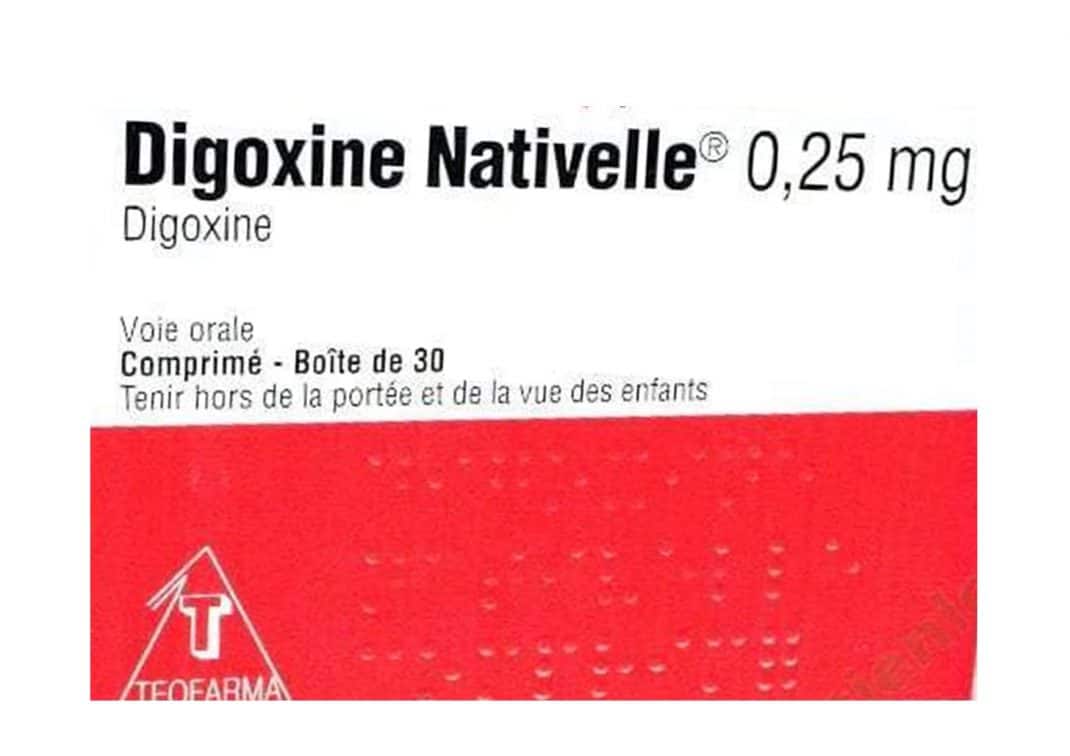 Digoxine Nativelle® 0,25 mg
Digoxine
Voie orale
Comprimé - Boîte de 30
Tenir hors de la portée et de la vue des enfants
T
TEOFARMA